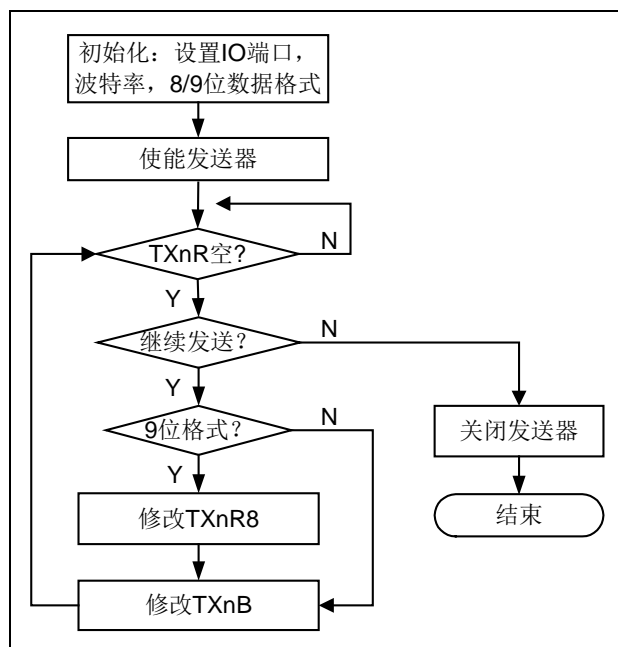 初始化：设置IO端口，
波特率，8/9位数据格式
使能发送器
TXnR空?
N
Y
继续发送?
N
Y
9位格式?
N
Y
关闭发送器
修改TXnR8
结束
修改TXnB